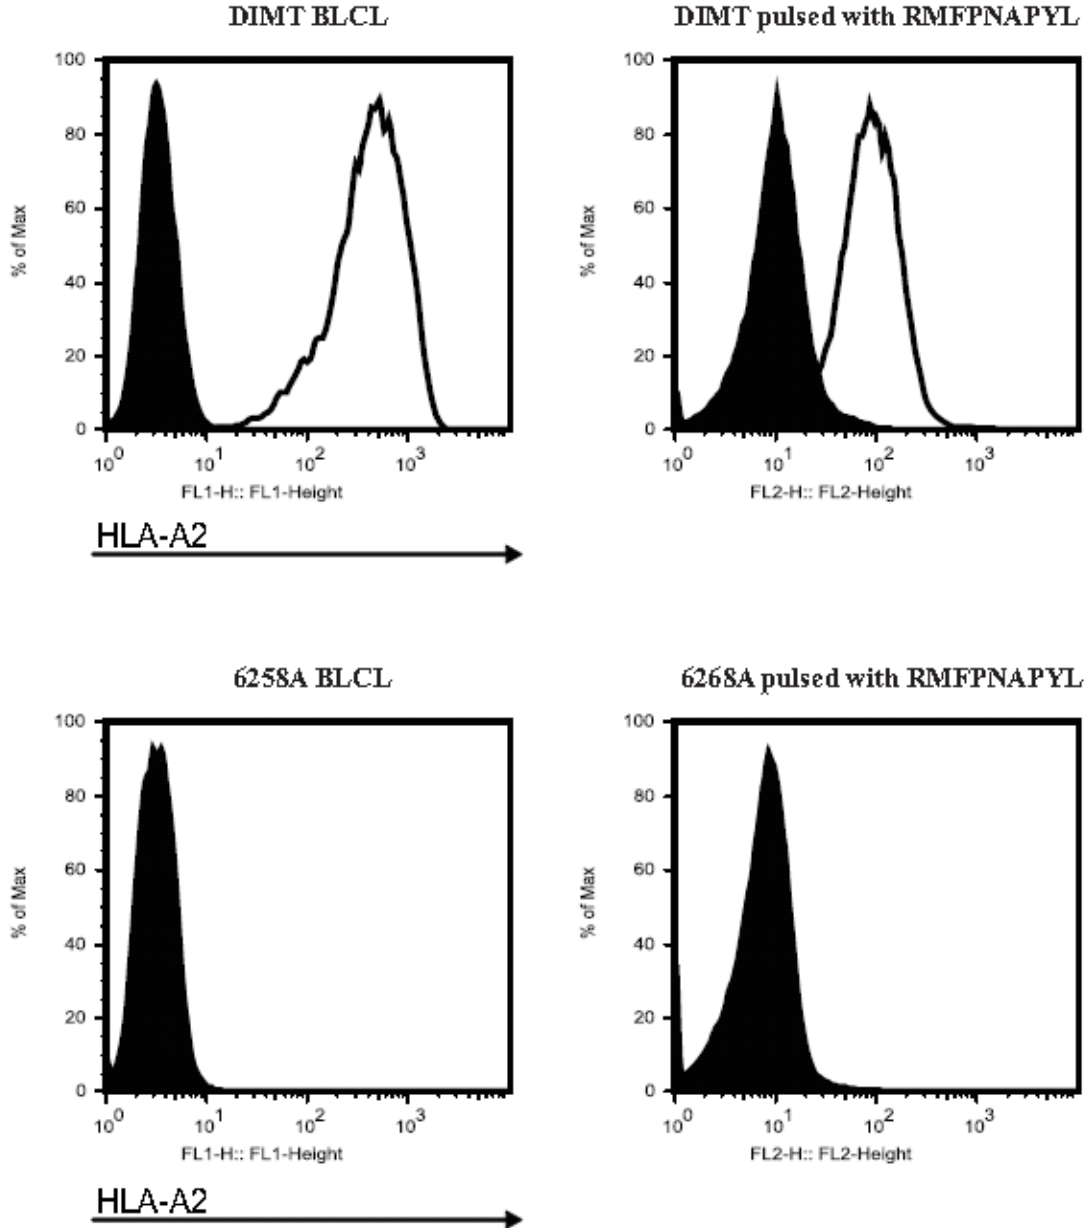 DIMT BLCL
100
80
60
40
20
0
% of Max
10^0 10^1 10^2 10^3
FL1-H:: FL1-Height
HLA-A2
DIMT pulsed with RMFPNAPYL
100
80
60
40
20
0
% of Max
10^0 10^1 10^2 10^3
FL2-H:: FL2-Height
6258A BLCL
100
80
60
40
20
0
% of Max
10^0 10^1 10^2 10^3
FL1-H:: FL1-Height
HLA-A2
6268A pulsed with RMFPNAPYL
100
80
60
40
20
0
% of Max
10^0 10^1 10^2 10^3
FL2-H:: FL2-Height